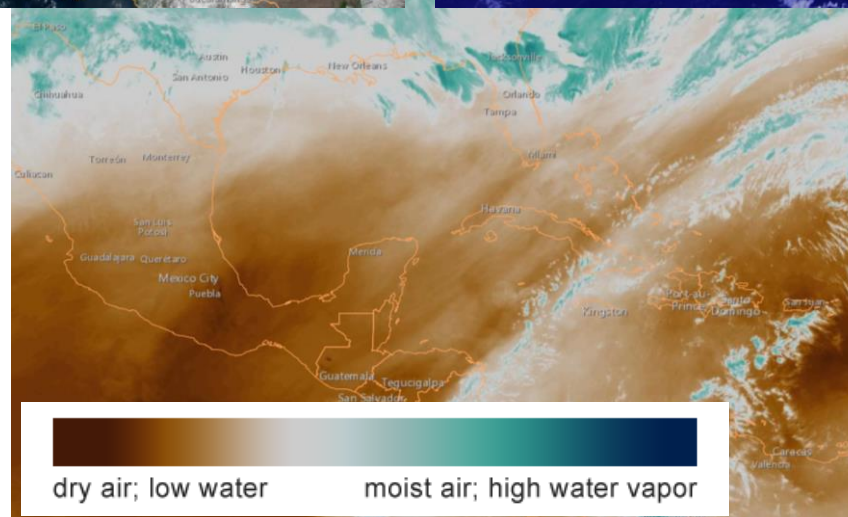 El Paso
Austin
Houston
New Orleans
Jacksonville
San Antonio
Chihuahua
Orlando
Tampa
Torreón
Monterrey
Miami
Culiacan
Havana
San Luis
Potosí
Guadalajara
Queretaro
Merida
Mexico City
Puebla
Kingston
Port-au-
Prince
Santo
Domingo
San Juan
Guatemala
Tegucigalpa
San Salvador
dry air; low water
moist air; high water vapor
Caracas
Valencia